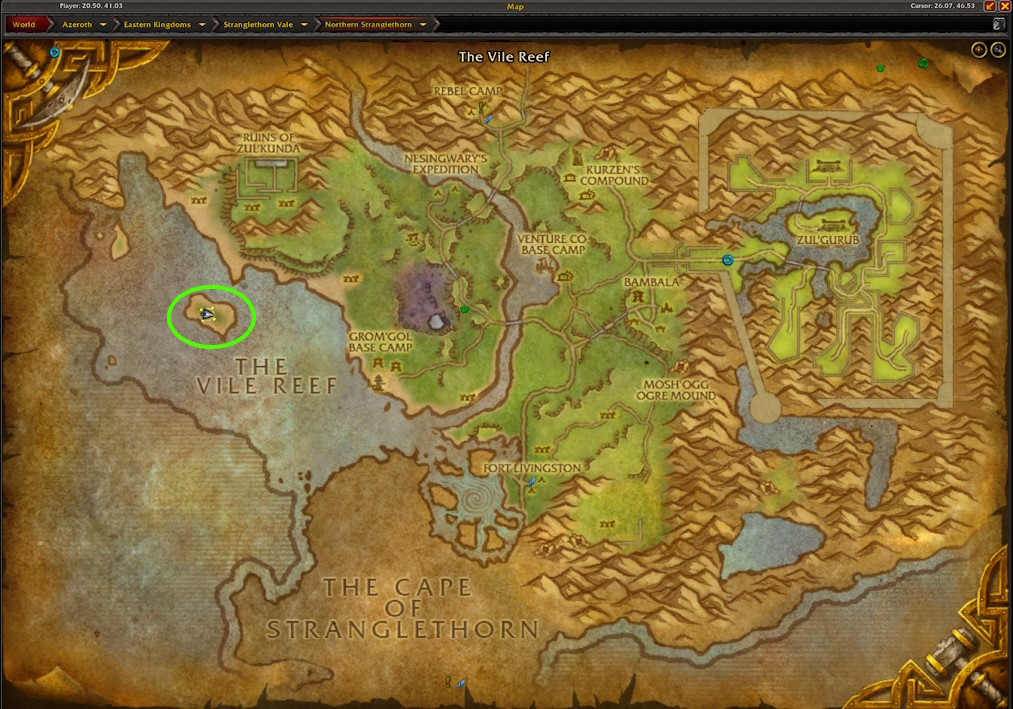 Player: 20.50, 41.03
Map
Cursor: 26.07, 46.53
World
Azeroth
Eastern Kingdoms
Stranglethorn Vale
Northern Stranglethorn
The Vile Reef
REBEL CAMP
RUINS OF
ZUL'KUNDA
NESINGWARY'S
EXPEDITION
KURZEN'S
COMPOUND
VENTURE CO.
BASE CAMP
ZUL'GURUB
BAMBALA
GROM'GOL
BASE CAMP
THE
VILE REEF
MOSH'OGG
OGRE MOUND
FORT LIVINGSTON
THE CAPE
OF
STRANGLETHORN